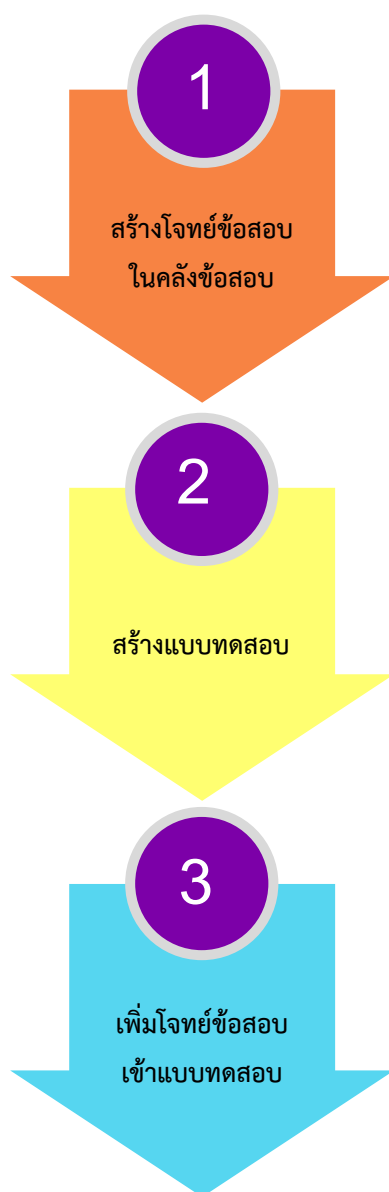 1
สร้างโจทย์ข้อสอบ
ในคลังข้อสอบ
2
สร้างแบบทดสอบ
3
เพิ่มโจทย์ข้อสอบ
เข้าแบบทดสอบ